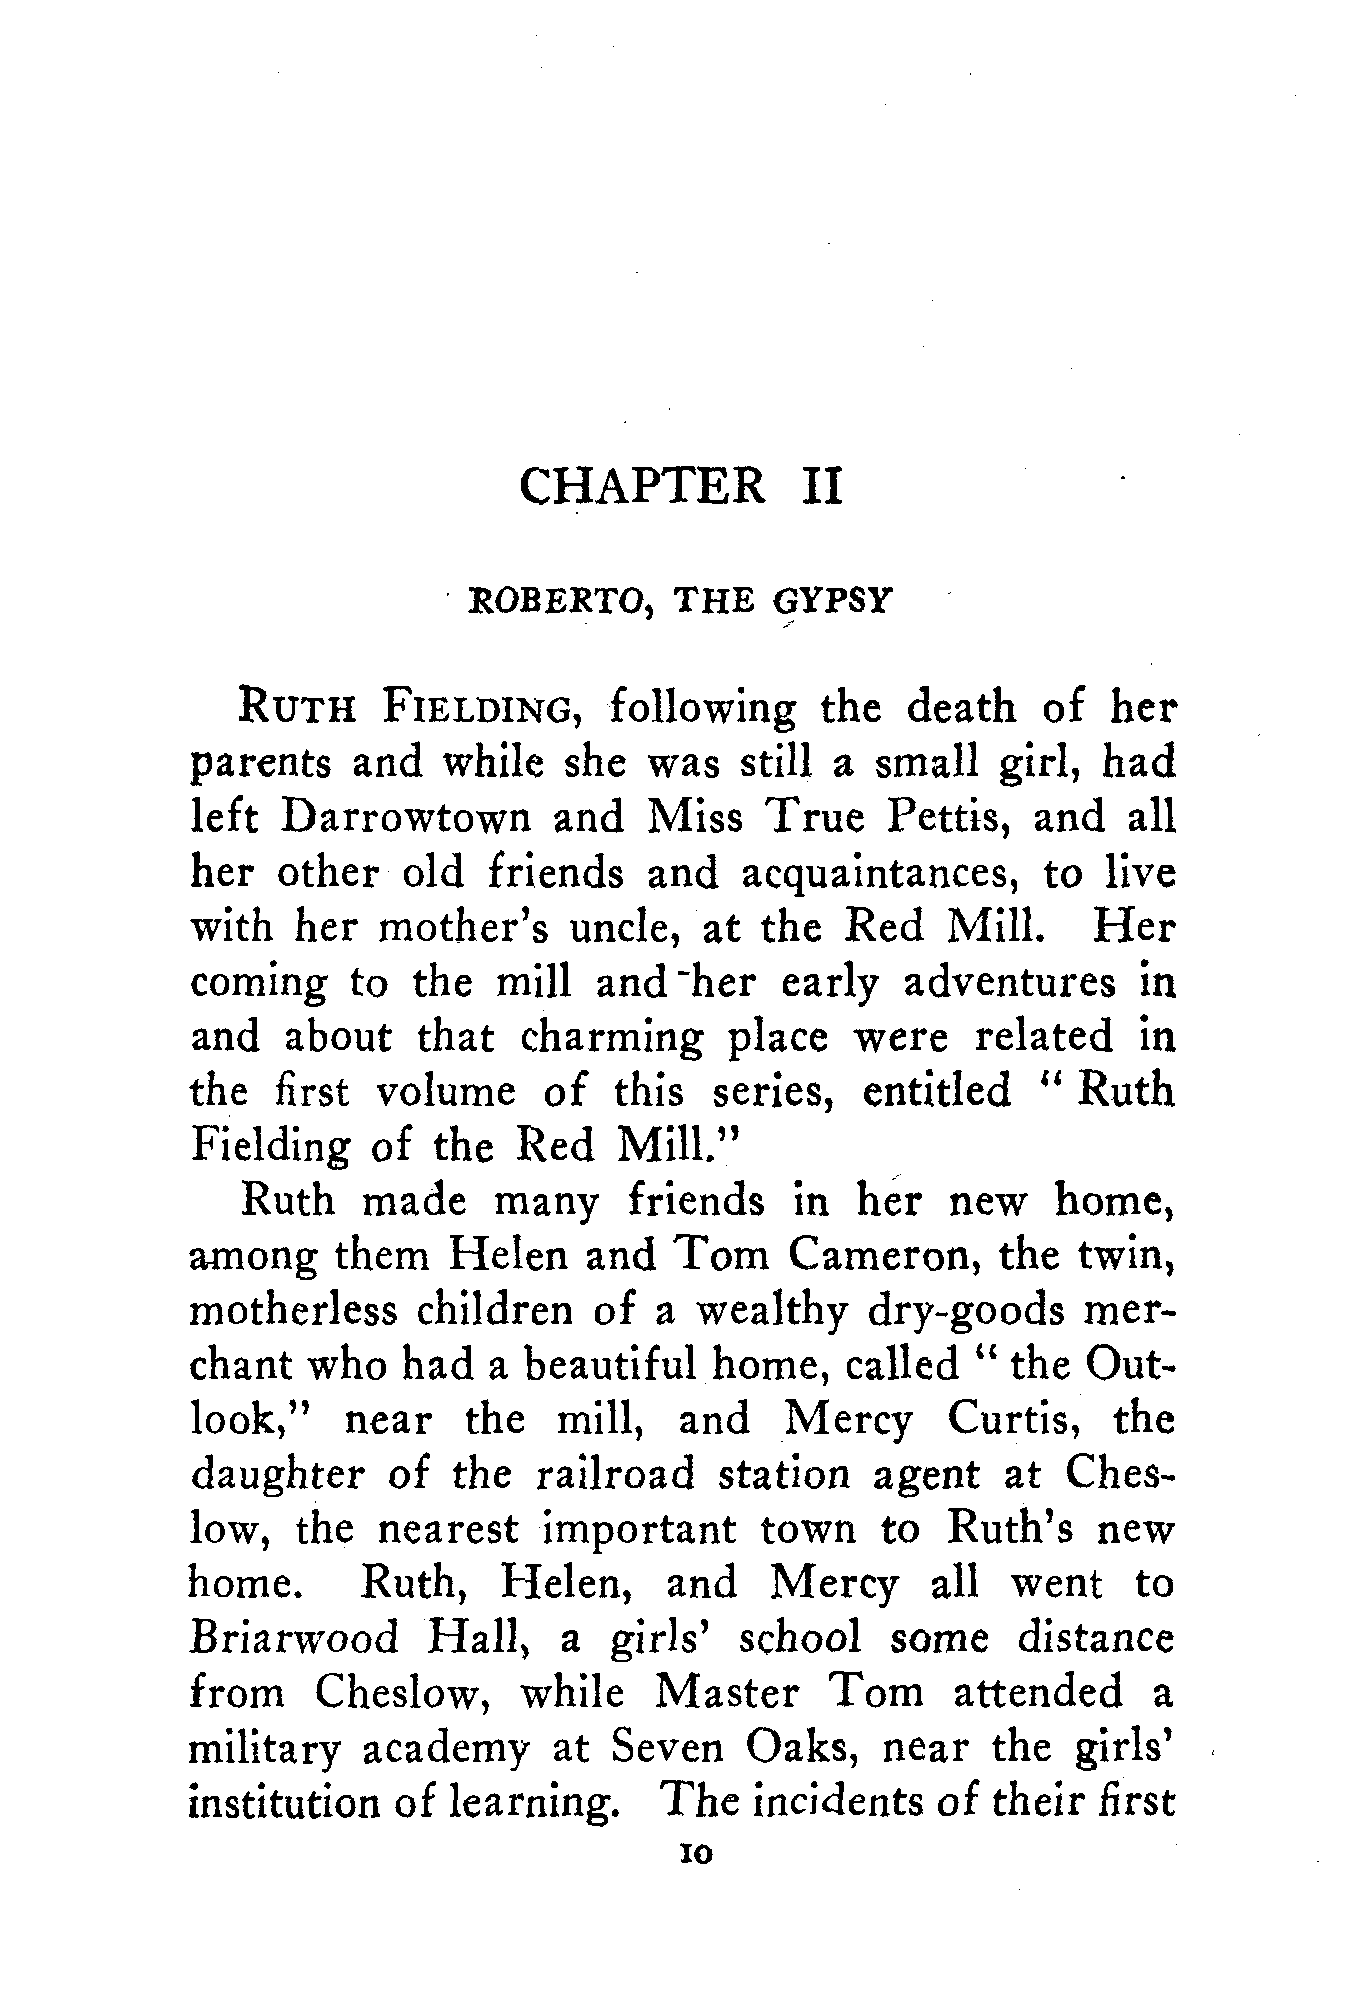 CHAPTER II
ROBERTO, THE GYPSY
RUTH FIELDING, following the death of her
parents and while she was still a small girl, had
left Darrowtown and Miss True Pettis, and all
her other old friends and acquaintances, to live
with her mother's uncle, at the Red Mill. Her
coming to the mill and her early adventures in
and about that charming place were related in
the first volume of this series, entitled " Ruth
Fielding of the Red Mill."
Ruth made many friends in her new home,
among them Helen and Tom Cameron, the twin,
motherless children of a wealthy dry-goods mer-
chant who had a beautiful home, called " the Out-
look," near the mill, and Mercy Curtis, the
daughter of the railroad station agent at Ches-
low, the nearest important town to Ruth's new
home. Ruth, Helen, and Mercy all went to
Briarwood Hall, a girls' school some distance
from Cheslow, while Master Tom attended a
military academy at Seven Oaks, near the girls'
institution of learning. The incidents of their first
10